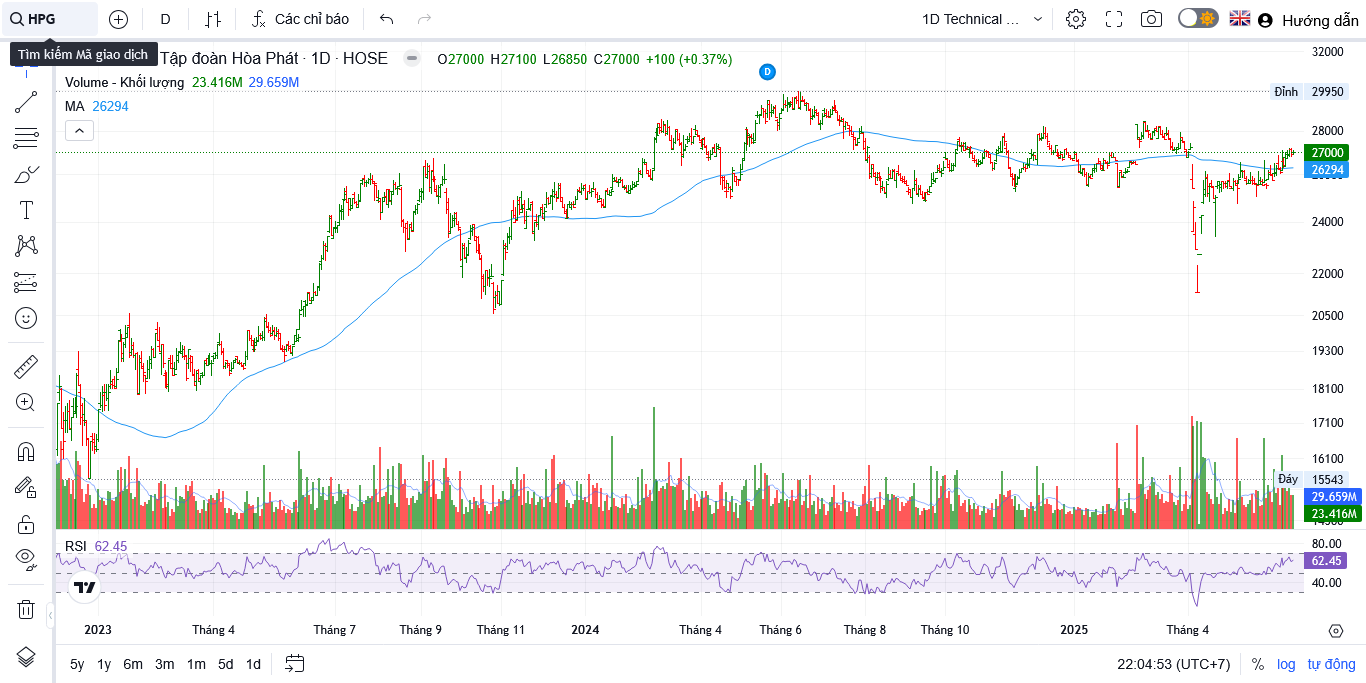 HPG
D
Các chỉ báo
1D Technical ...
Hướng dẫn
Tìm kiếm Mã giao dịch
Tập đoàn Hòa Phát · 1D · HOSE
O27000 H27100 L26850 C27000 +100 (+0.37%)
Volume - Khối lượng 23.416M 29.659M
MA 26294
D
32000
Đỉnh 29950
28000
27000
26294
24000
22000
20500
19300
18100
17100
16100
Đáy 15543
29.659M
23.416M
RSI 62.45
80.00
62.45
40.00
2023
Tháng 4
Tháng 7
Tháng 9
Tháng 11
2024
Tháng 4
Tháng 6
Tháng 8
Tháng 10
2025
Tháng 4
5y 1y 6m 3m 1m 5d 1d
22:04:53 (UTC+7)
% log tự động